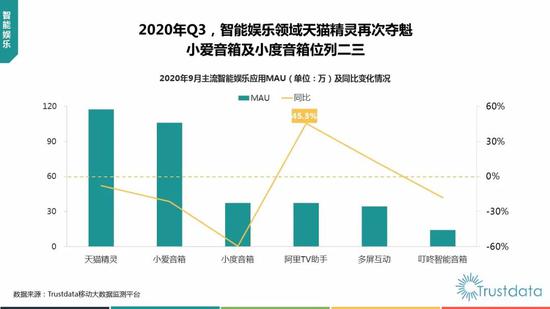 智能娱乐
2020年Q3，智能娱乐领域天猫精灵再次夺魁
小爱音箱及小度音箱位列二三
2020年9月主流智能娱乐应用MAU（单位：万）及同比变化情况
MAU 同比
120 60%
90 30%
60 0%
30 -30%
0 -60%
45.3%
天猫精灵 小爱音箱 小度音箱 阿里TV助手 多屏互动 叮咚智能音箱
数据来源：Trustdata移动大数据监测平台
Trustdata